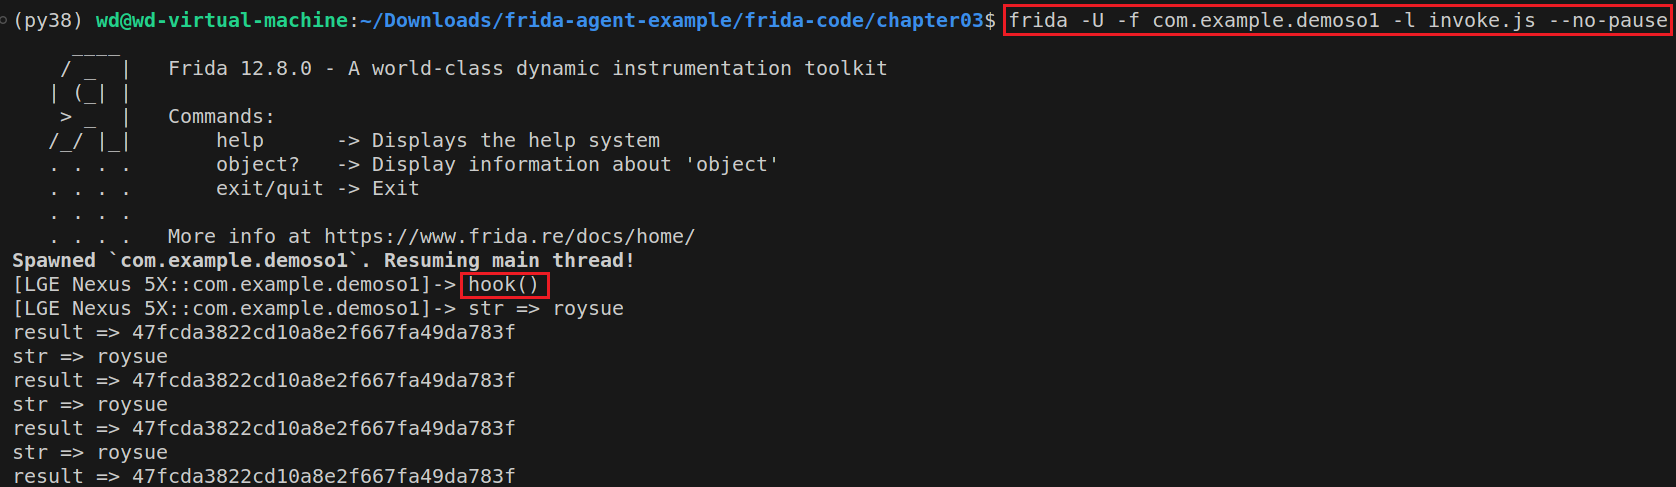 (py38) wd@wd-virtual-machine:~/Downloads/frida-agent-example/frida-code/chapter03$ frida -U -f com.example.demoso1 -l invoke.js --no-pause
     ____
    / _  |   Frida 12.8.0 - A world-class dynamic instrumentation toolkit
   | (_| |
    > _  |   Commands:
   /_/ |_|       help      -> Displays the help system
   . . . .       object?   -> Display information about 'object'
   . . . .       exit/quit -> Exit
   . . . .
   . . . .   More info at https://www.frida.re/docs/home/
Spawned `com.example.demoso1`. Resuming main thread!
[LGE Nexus 5X::com.example.demoso1]-> hook()
[LGE Nexus 5X::com.example.demoso1]-> str => roysue
result => 47fcda3822cd10a8e2f667fa49da783f
str => roysue
result => 47fcda3822cd10a8e2f667fa49da783f
str => roysue
result => 47fcda3822cd10a8e2f667fa49da783f
str => roysue
result => 47fcda3822cd10a8e2f667fa49da783f